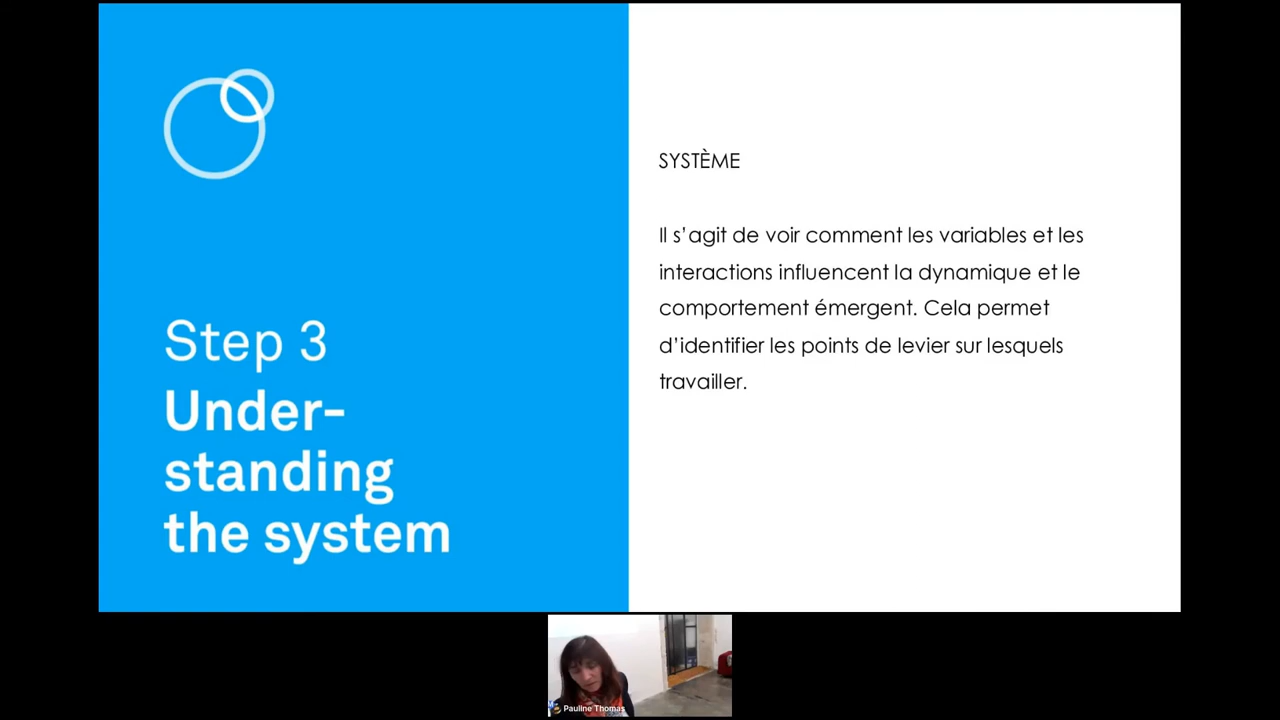 Step 3
Under-
standing
the system
SYSTÈME
Il s’agit de voir comment les variables et les
interactions influencent la dynamique et le
comportement émergent. Cela permet
d’identifier les points de levier sur lesquels
travailler.
Pauline Thomas